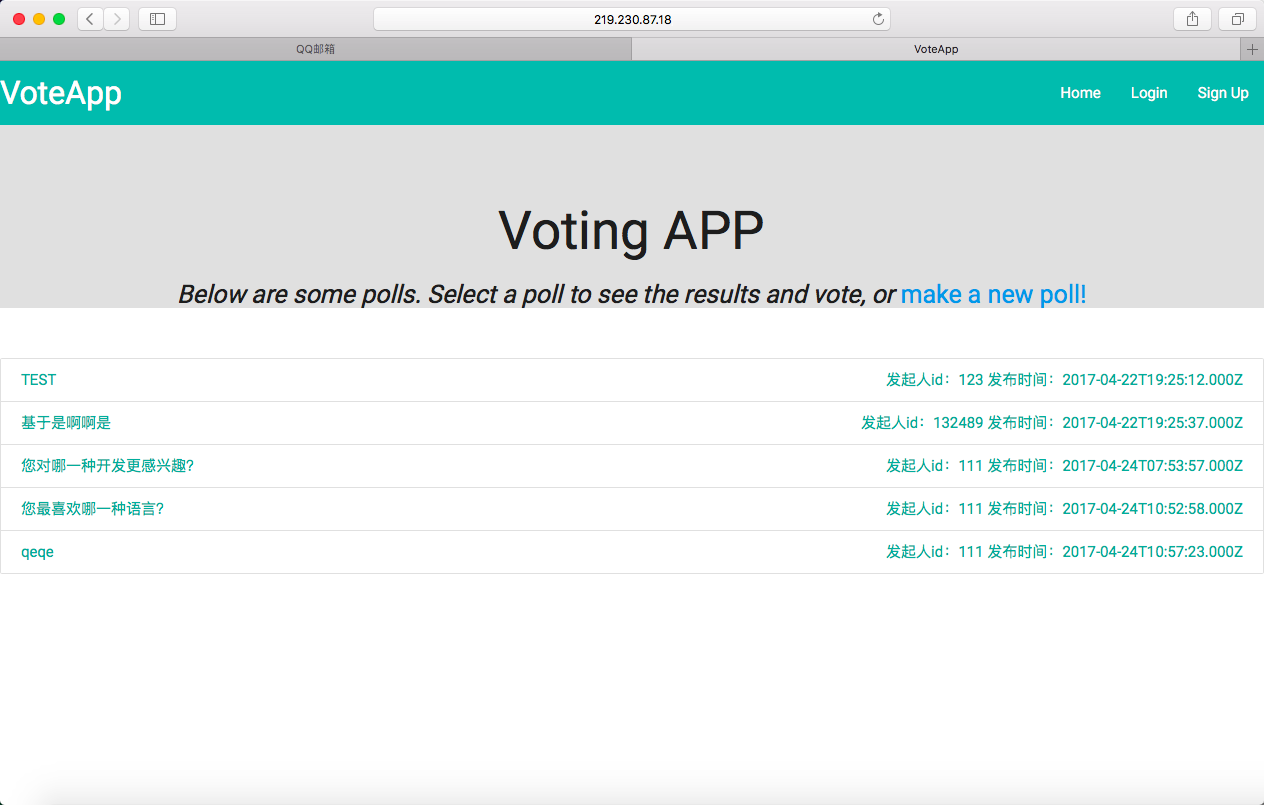 219.230.87.18
QQ邮箱 VoteApp
VoteApp Home Login Sign Up
Voting APP
Below are some polls. Select a poll to see the results and vote, or make a new poll!
TEST 发起人id：123 发布时间：2017-04-22T19:25:12.000Z
基于是啊啊是 发起人id：132489 发布时间：2017-04-22T19:25:37.000Z
您对哪一种开发更感兴趣? 发起人id：111 发布时间：2017-04-24T07:53:57.000Z
您最喜欢哪一种语言? 发起人id：111 发布时间：2017-04-24T10:52:58.000Z
qeqe 发起人id：111 发布时间：2017-04-24T10:57:23.000Z